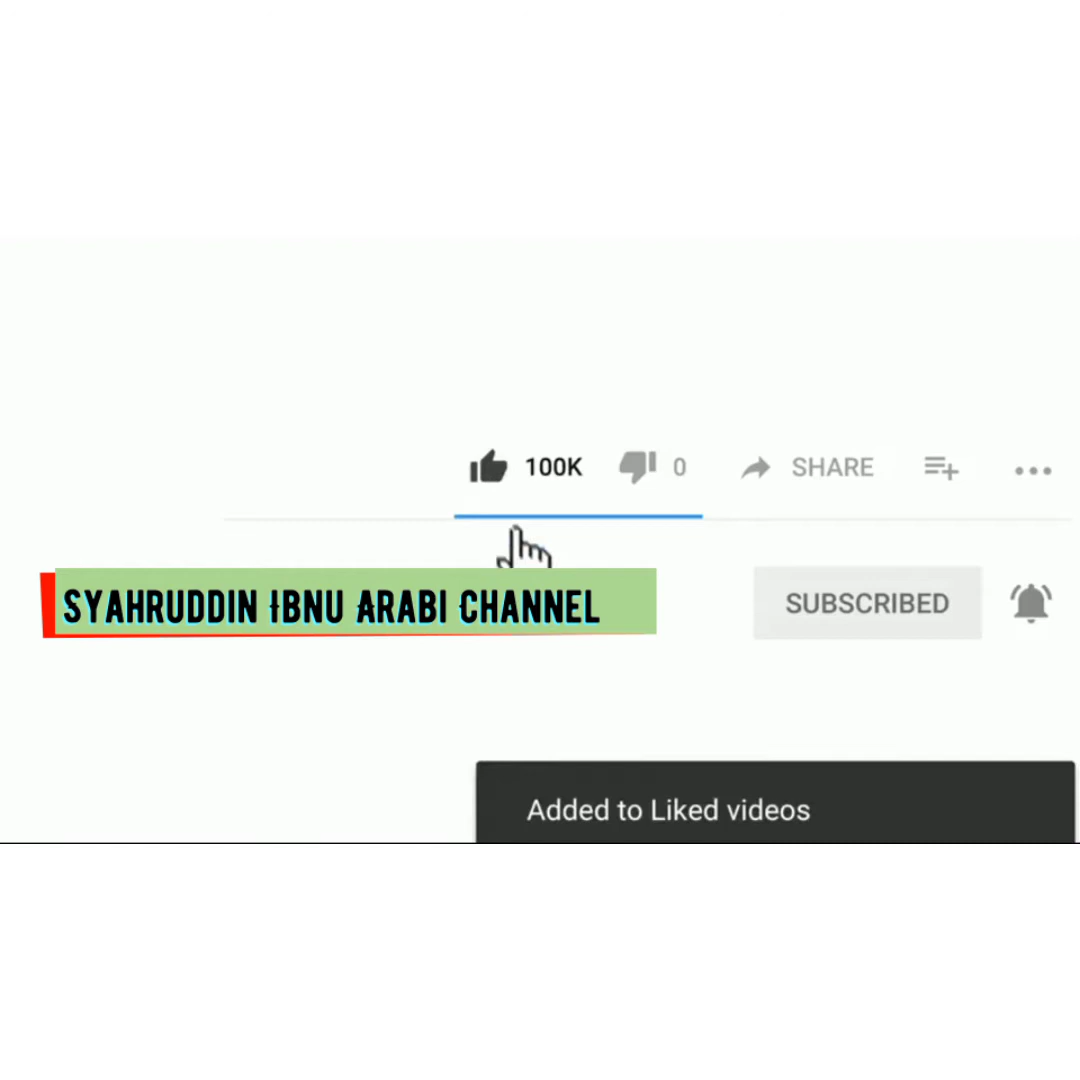 100K 0 SHARE
SYAHRUDDIN IBNU ARABI CHANNEL
SUBSCRIBED
Added to Liked videos